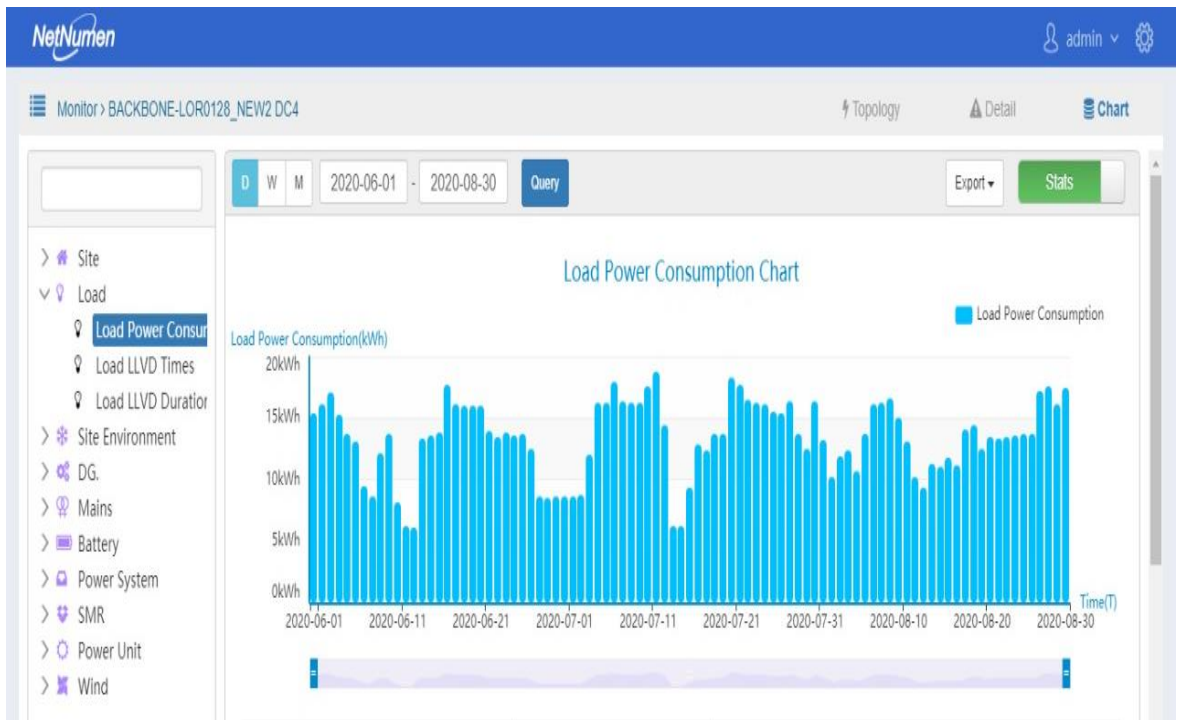 NetNumen
admin
Monitor > BACKBONE-LOR0128_NEW2 DC4
Topology
Detail
Chart
D W M 2020-06-01 - 2020-08-30 Query
Export
Stats
Site
Load
Load Power Consur
Load LLVD Times
Load LLVD Duratior
Site Environment
DG.
Mains
Battery
Power System
SMR
Power Unit
Wind
Load Power Consumption Chart
Load Power Consumption
Load Power Consumption(kWh)
20kWh
15kWh
10kWh
5kWh
0kWh
2020-06-01 2020-06-11 2020-06-21 2020-07-01 2020-07-11 2020-07-21 2020-07-31 2020-08-10 2020-08-20 2020-08-30
Time(T)